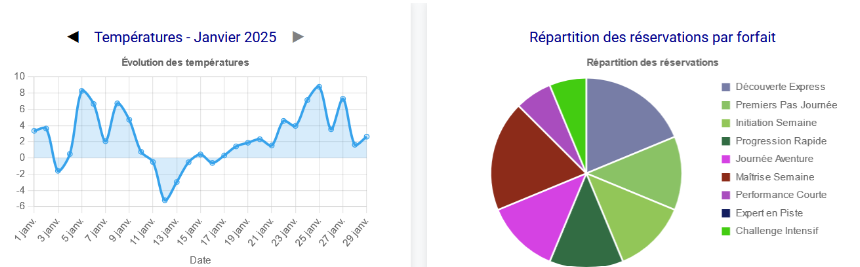 Températures - Janvier 2025
Évolution des températures
10
8
6
4
2
0
-2
-4
-6
1 janv.
3 janv.
5 janv.
7 janv.
9 janv.
11 janv.
13 janv.
15 janv.
17 janv.
19 janv.
21 janv.
23 janv.
25 janv.
27 janv.
29 janv.
Date
Répartition des réservations par forfait
Répartition des réservations
Découverte Express
Premiers Pas Journée
Initiation Semaine
Progression Rapide
Journée Aventure
Maîtrise Semaine
Performance Courte
Expert en Piste
Challenge Intensif